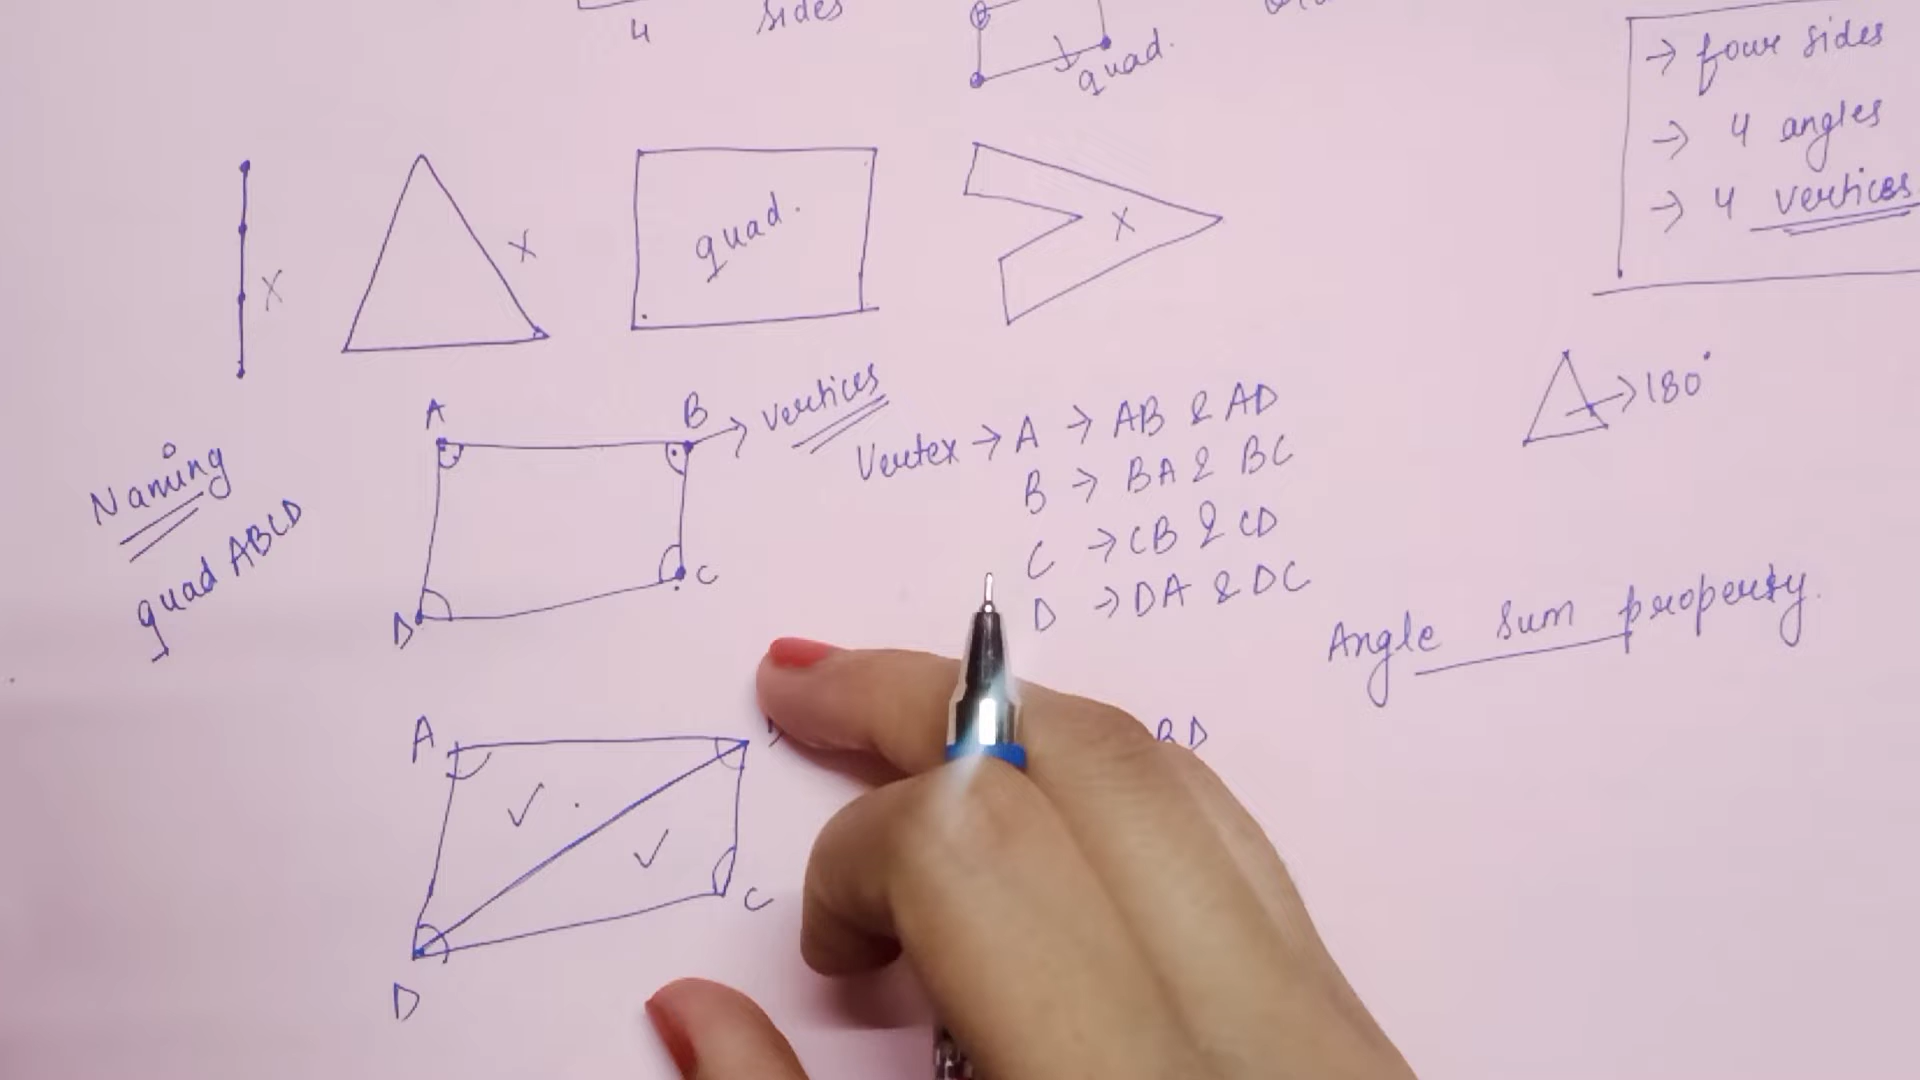 4 sides
quad.
→ four sides
→ 4 angles
→ 4 vertices
X
X
quad.
X
→ 180°
Naming
quad ABCD
A
B → vertices
C
D
Vertex → A → AB & AD
B → BA & BC
C → CB & CD
D → DA & DC
Angle sum property.
A
C
D
BD